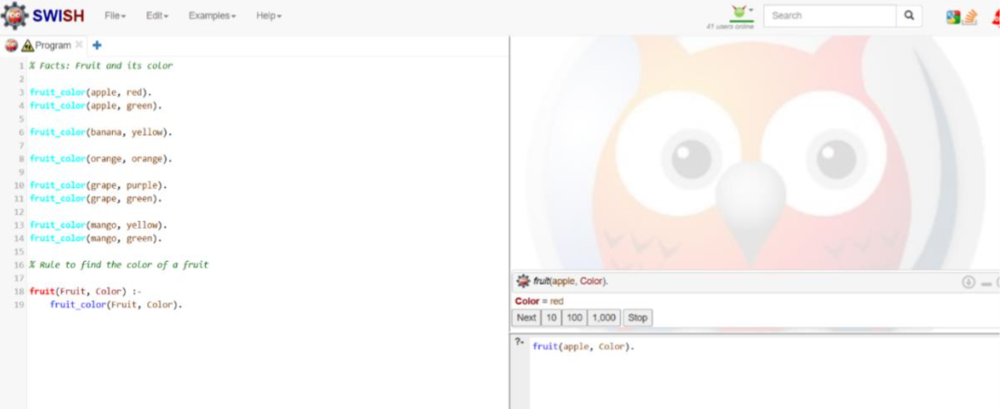 SWISH File Edit Examples Help 41 users online Search
Program
1 % Facts: Fruit and its color
2
3 fruit_color(apple, red).
4 fruit_color(apple, green).
5
6 fruit_color(banana, yellow).
7
8 fruit_color(orange, orange).
9
10 fruit_color(grape, purple).
11 fruit_color(grape, green).
12
13 fruit_color(mango, yellow).
14 fruit_color(mango, green).
15
16 % Rule to find the color of a fruit
17
18 fruit(Fruit, Color) :-
19 fruit_color(Fruit, Color).
fruit(apple, Color).
Color = red
Next 10 100 1,000 Stop
?- fruit(apple, Color).